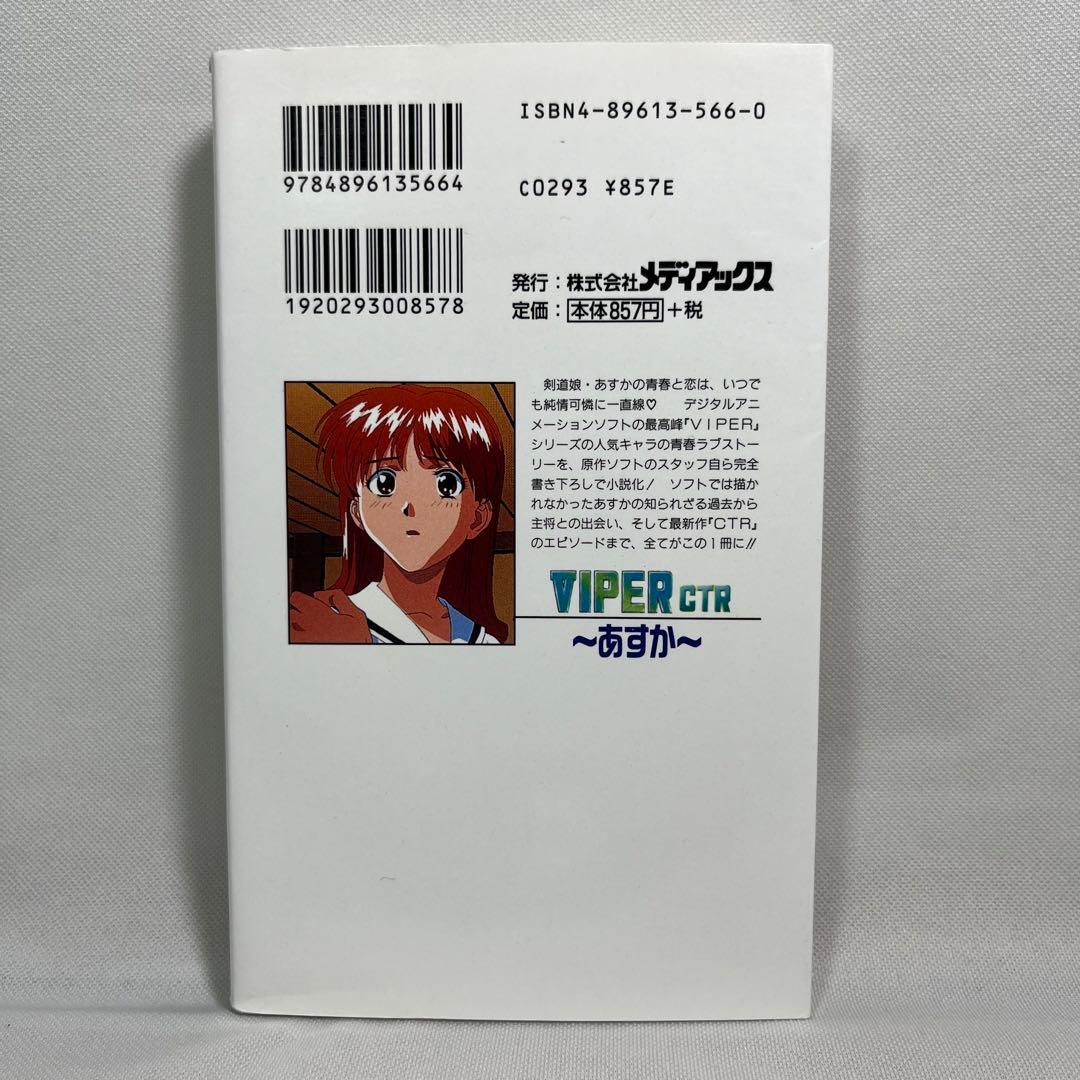 ISBN4-89613-566-0
9784896135664
C0293 ¥857E
1920293008578
発行：株式会社メディアックス
定価：本体857円＋税
剣道娘・あすかの青春と恋は、いつで
も純情可憐に一直線♡　デジタルアニ
メーションソフトの最高峰『VIPER』
シリーズの人気キャラの青春ラブストー
リーを、原作ソフトのスタッフ自ら完全
書き下ろしで小説化！　ソフトでは描か
れなかったあすかの知られざる過去から
主将との出会い、そして最新作『CTR』
のエピソードまで、全てがこの1冊に!!
VIPER CTR
～あすか～